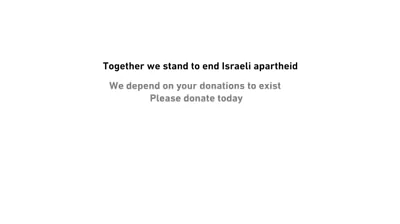 Together we stand to end Israeli apartheid
We depend on your donations to exist
Please donate today